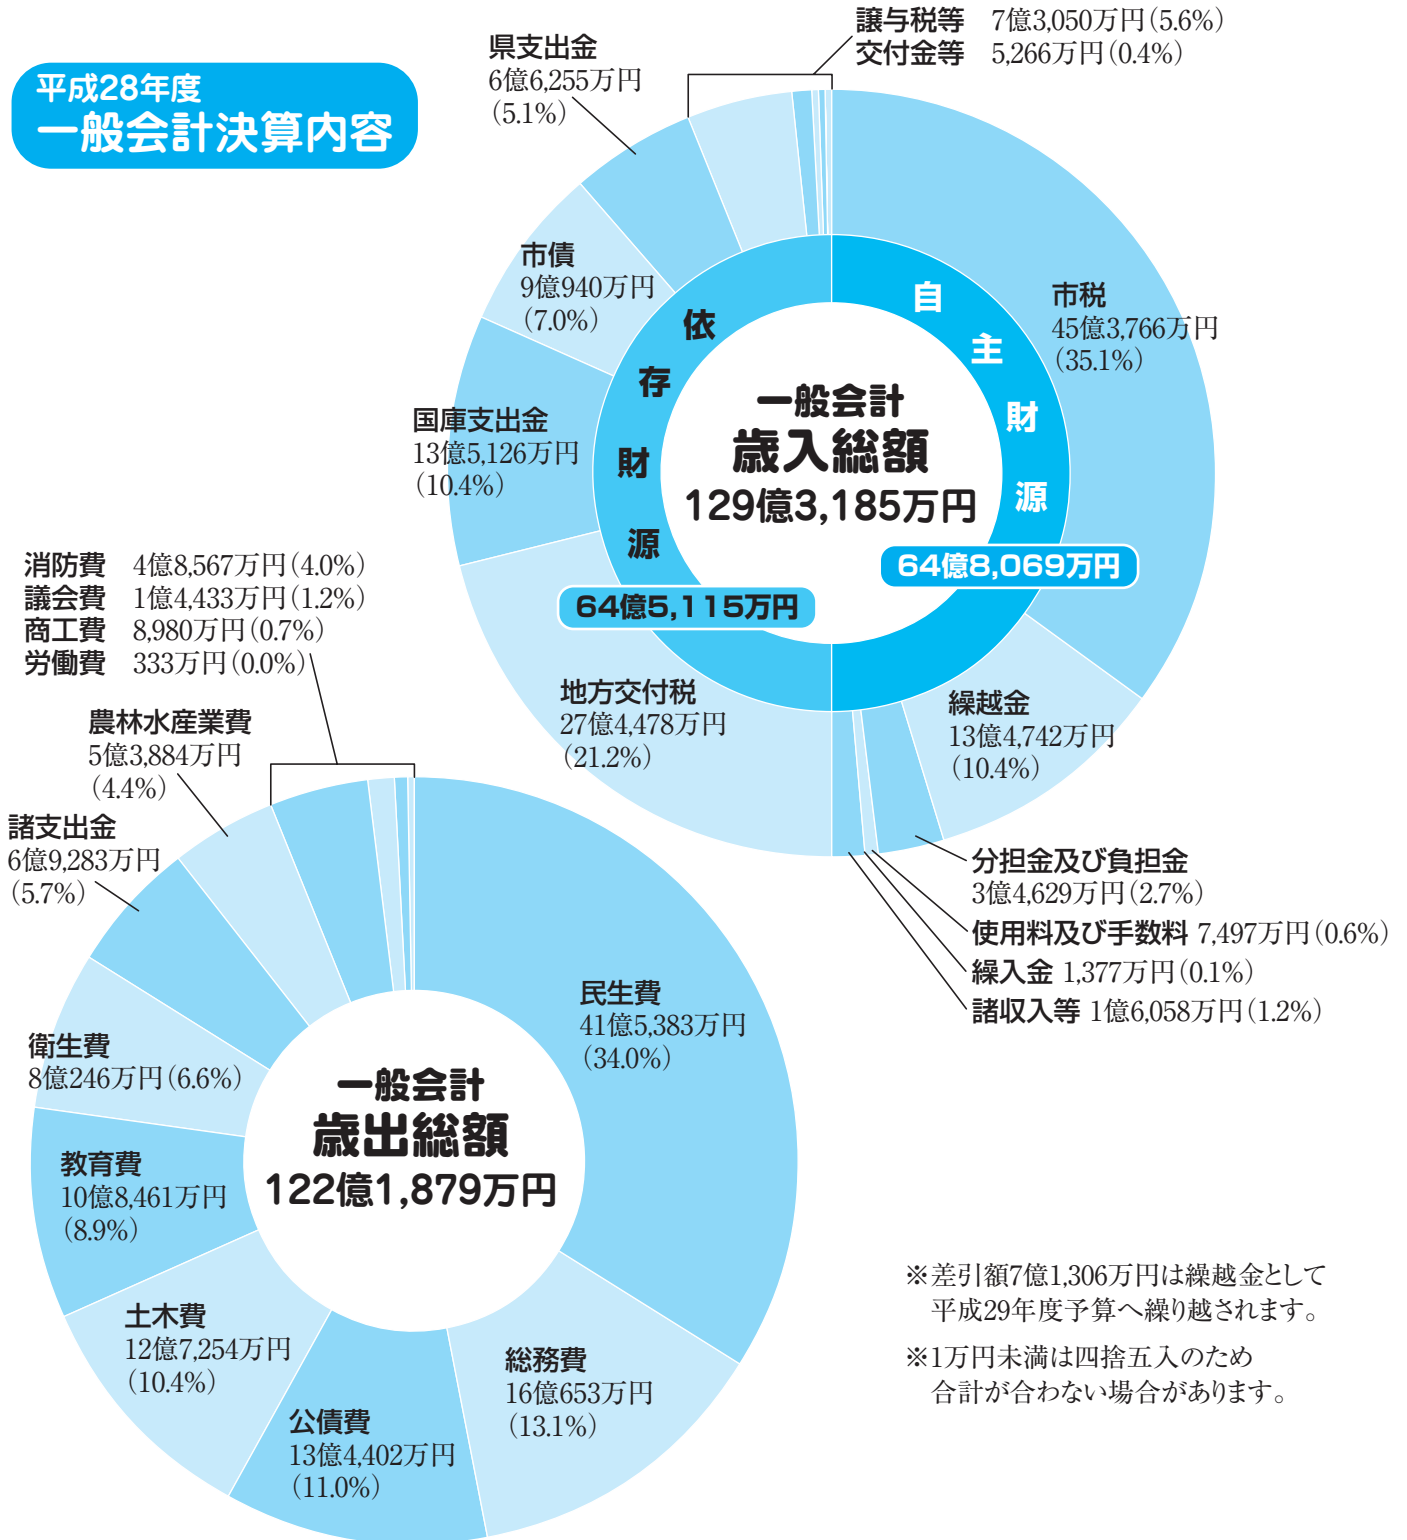 平成28年度
一般会計決算内容
譲与税等 7億3,050万円(5.6%)
交付金等 5,266万円(0.4%)
県支出金
6億6,255万円
(5.1%)
市債
9億940万円
(7.0%)
国庫支出金
13億5,126万円
(10.4%)
地方交付税
27億4,478万円
(21.2%)
依存財源
64億5,115万円
自主財源
64億8,069万円
一般会計
歳入総額
129億3,185万円
市税
45億3,766万円
(35.1%)
繰越金
13億4,742万円
(10.4%)
分担金及び負担金
3億4,629万円(2.7%)
使用料及び手数料 7,497万円(0.6%)
繰入金 1,377万円(0.1%)
諸収入等 1億6,058万円(1.2%)
消防費 4億8,567万円(4.0%)
議会費 1億4,433万円(1.2%)
商工費 8,980万円(0.7%)
労働費 333万円(0.0%)
農林水産業費
5億3,884万円
(4.4%)
諸支出金
6億9,283万円
(5.7%)
衛生費
8億246万円(6.6%)
教育費
10億8,461万円
(8.9%)
土木費
12億7,254万円
(10.4%)
公債費
13億4,402万円
(11.0%)
総務費
16億653万円
(13.1%)
民生費
41億5,383万円
(34.0%)
一般会計
歳出総額
122億1,879万円
※差引額7億1,306万円は繰越金として
平成29年度予算へ繰り越されます。
※1万円未満は四捨五入のため
合計が合わない場合があります。